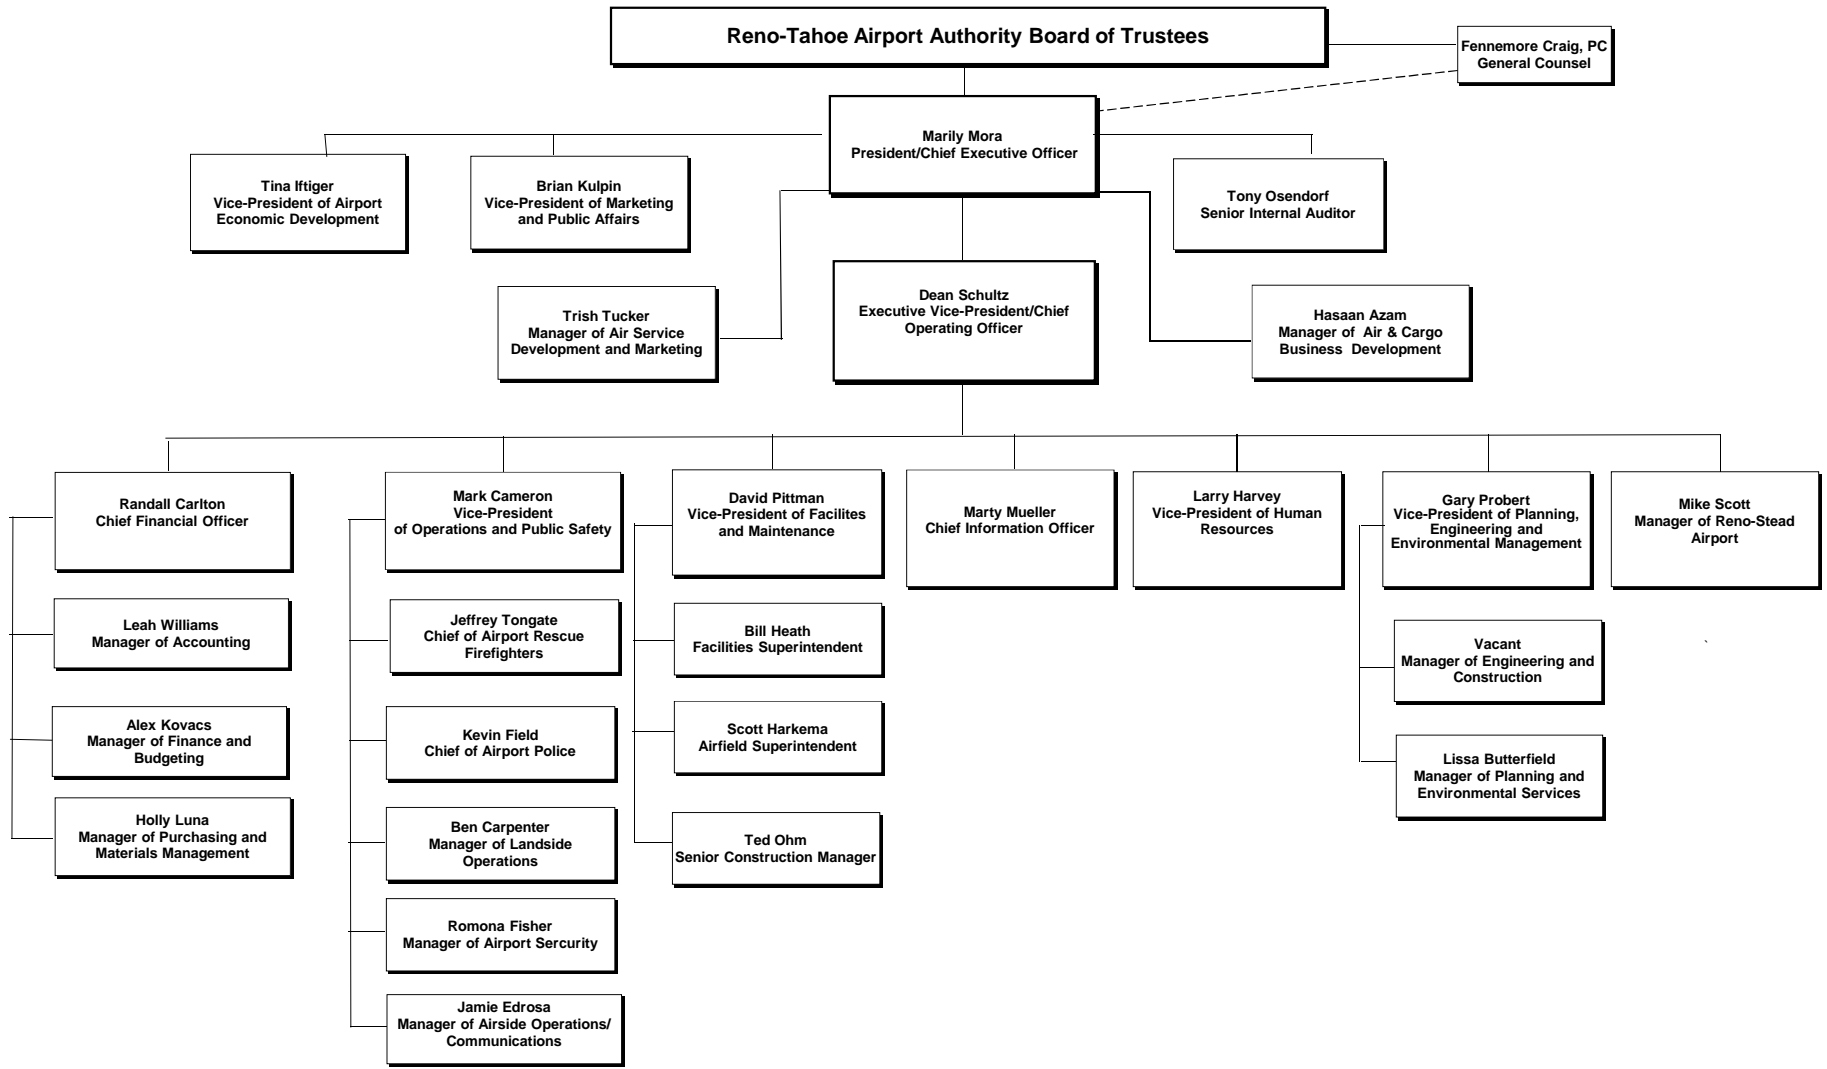 Reno-Tahoe Airport Authority Board of Trustees
Fennemore Craig, PC
General Counsel
Marily Mora
President/Chief Executive Officer
Tina Iftiger
Vice-President of Airport
Economic Development
Brian Kulpin
Vice-President of Marketing
and Public Affairs
Tony Osendorf
Senior Internal Auditor
Trish Tucker
Manager of Air Service
Development and Marketing
Dean Schultz
Executive Vice-President/Chief
Operating Officer
Hasaan Azam
Manager of  Air & Cargo
Business  Development
Randall Carlton
Chief Financial Officer
Mark Cameron
Vice-President
of Operations and Public Safety
David Pittman
Vice-President of Facilites
and Maintenance
Marty Mueller
Chief Information Officer
Larry Harvey
Vice-President of Human
Resources
Gary Probert
Vice-President of Planning,
Engineering and
Environmental Management
Mike Scott
Manager of Reno-Stead
Airport
Leah Williams
Manager of Accounting
Alex Kovacs
Manager of Finance and
Budgeting
Holly Luna
Manager of Purchasing and
Materials Management
Jeffrey Tongate
Chief of Airport Rescue
Firefighters
Kevin Field
Chief of Airport Police
Ben Carpenter
Manager of Landside
Operations
Romona Fisher
Manager of Airport Sercurity
Jamie Edrosa
Manager of Airside Operations/
Communications
Bill Heath
Facilities Superintendent
Scott Harkema
Airfield Superintendent
Ted Ohm
Senior Construction Manager
Vacant
Manager of Engineering and
Construction
Lissa Butterfield
Manager of Planning and
Environmental Services
`